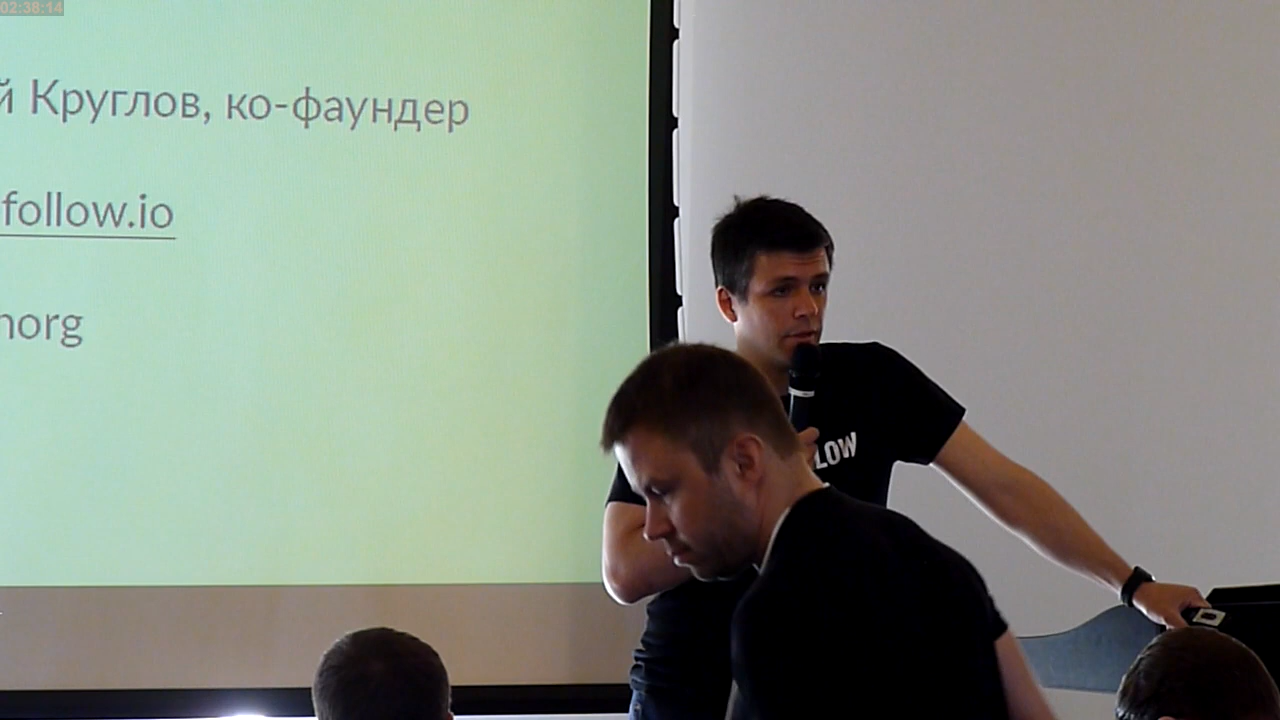 02:38:14
й Круглов, ко-фаундер
follow.io
norg
LOW